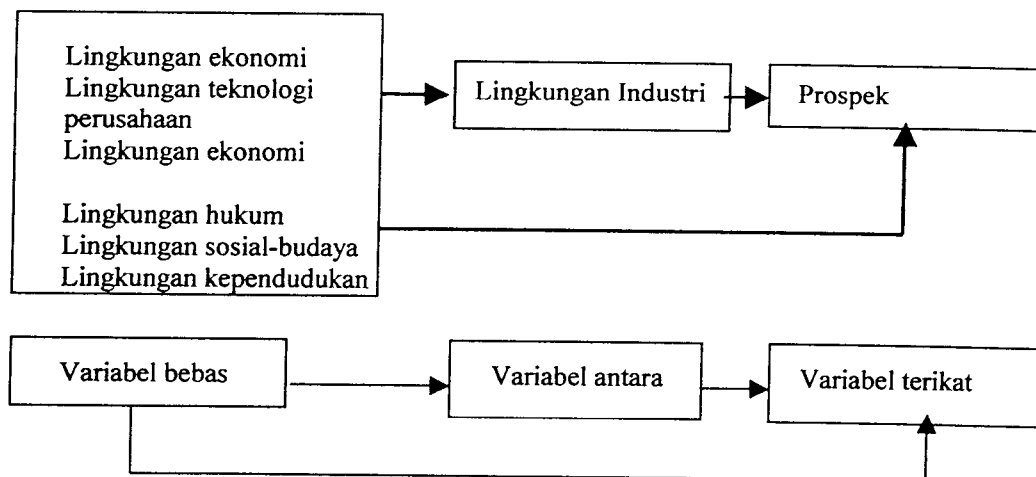 Lingkungan ekonomi
Lingkungan teknologi
perusahaan
Lingkungan ekonomi
Lingkungan hukum
Lingkungan sosial-budaya
Lingkungan kependudukan
Lingkungan Industri
Prospek
Variabel bebas
Variabel antara
Variabel terikat